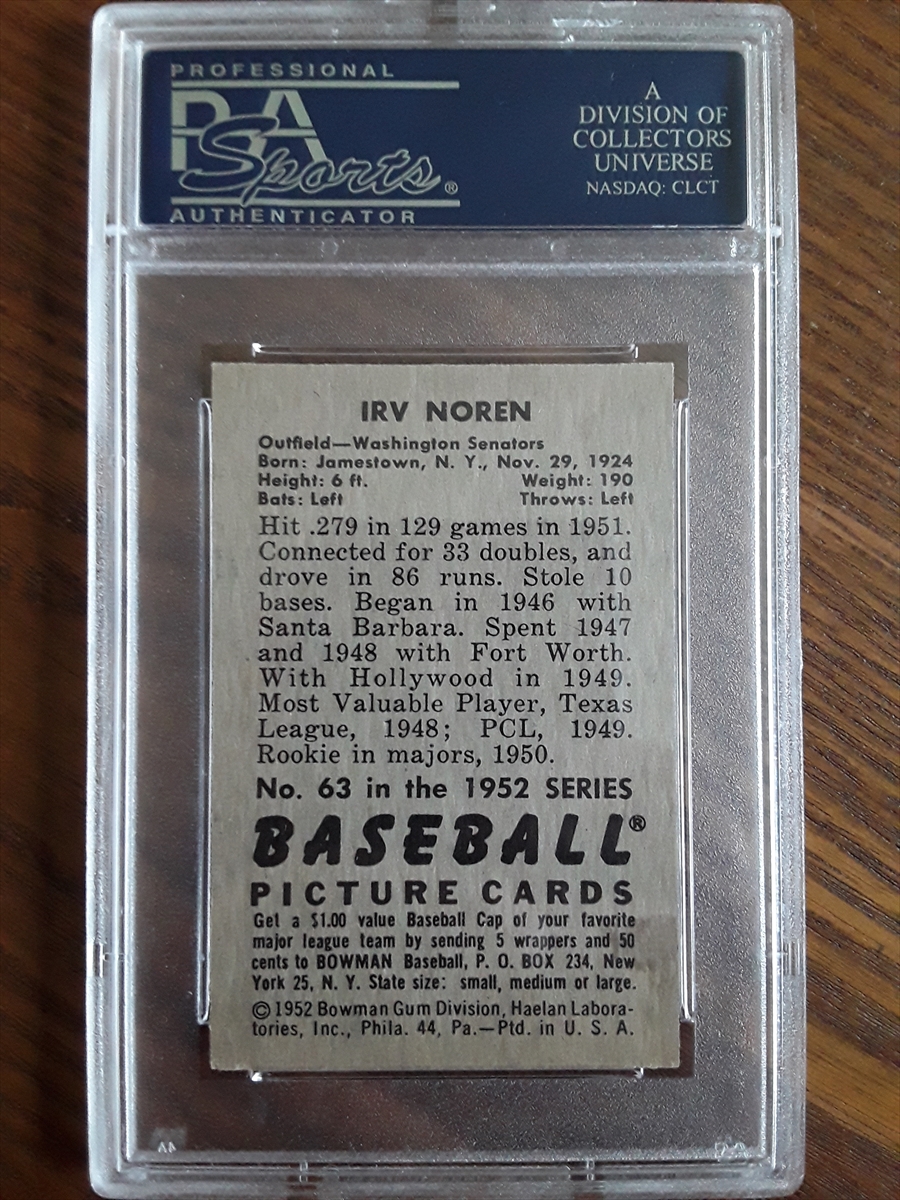 PROFESSIONAL
PSA
Sports®
AUTHENTICATOR
A
DIVISION OF
COLLECTORS
UNIVERSE
NASDAQ: CLCT
IRV NOREN
Outfield—Washington Senators
Born: Jamestown, N. Y., Nov. 29, 1924
Height: 6 ft. Weight: 190
Bats: Left Throws: Left
Hit .279 in 129 games in 1951.
Connected for 33 doubles, and
drove in 86 runs. Stole 10
bases. Began in 1946 with
Santa Barbara. Spent 1947
and 1948 with Fort Worth.
With Hollywood in 1949.
Most Valuable Player, Texas
League, 1948; PCL, 1949.
Rookie in majors, 1950.
No. 63 in the 1952 SERIES
BASEBALL®
PICTURE CARDS
Get a $1.00 value Baseball Cap of your favorite
major league team by sending 5 wrappers and 50
cents to BOWMAN Baseball, P. O. BOX 234, New
York 25, N. Y. State size: small, medium or large.
© 1952 Bowman Gum Division, Haelan Labora-
tories, Inc., Phila. 44, Pa.—Ptd. in U. S. A.